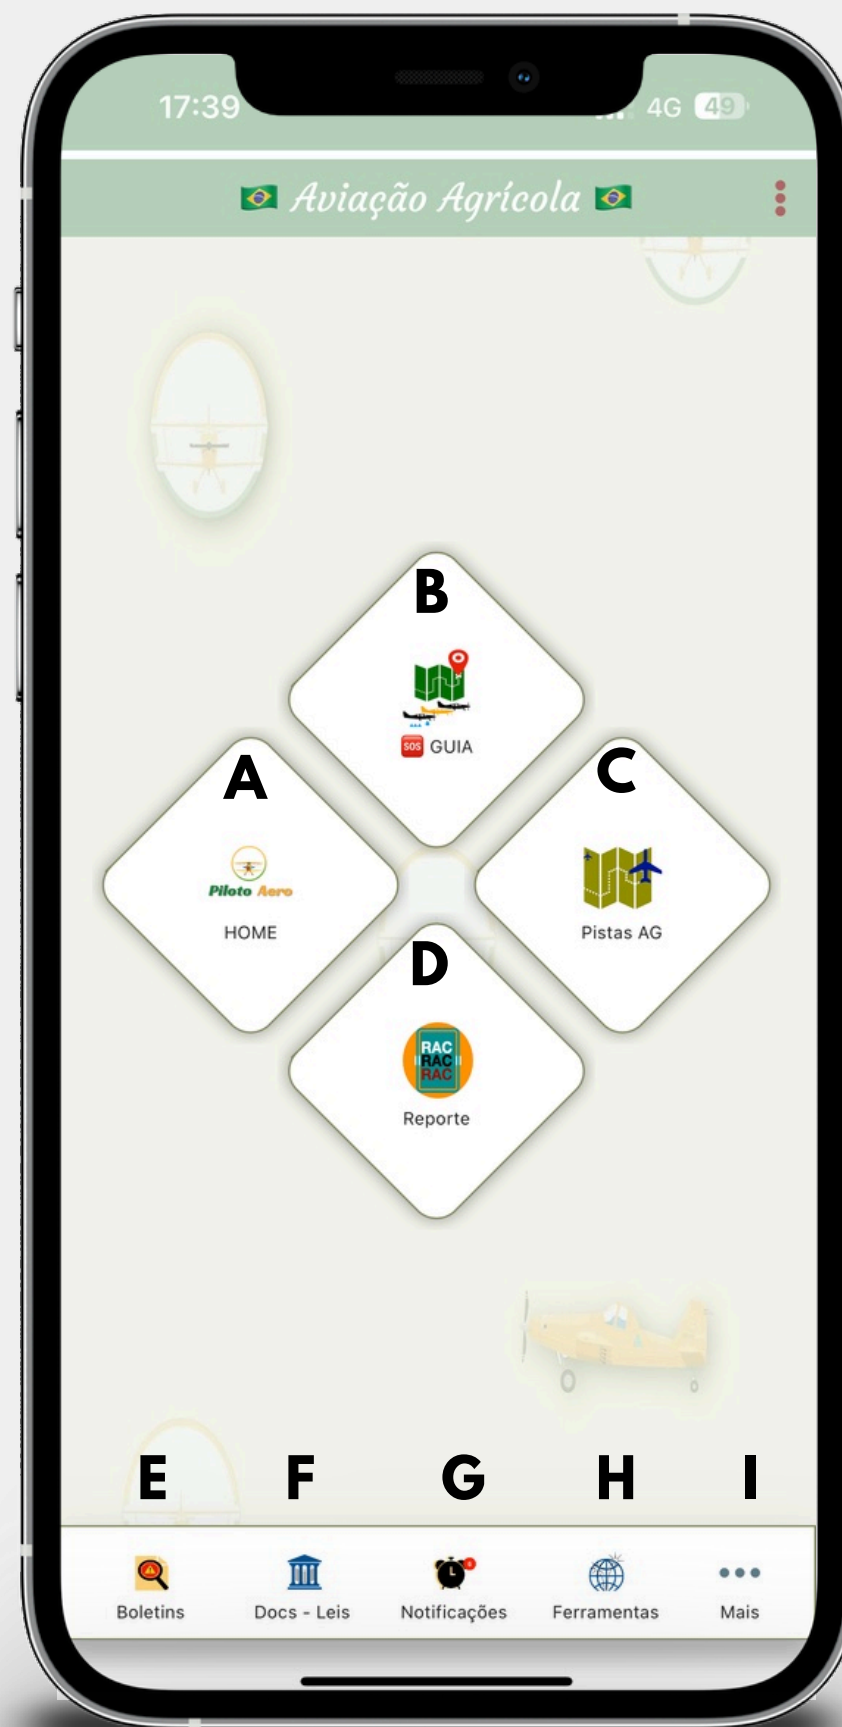 17:39 4G 49
🇧🇷 Aviação Agrícola 🇧🇷
B
SOS GUIA
A
Piloto Aero
HOME
C
Pistas AG
D
RAC
RAC
RAC
Reporte
E F G H I
Boletins Docs - Leis Notificações Ferramentas Mais